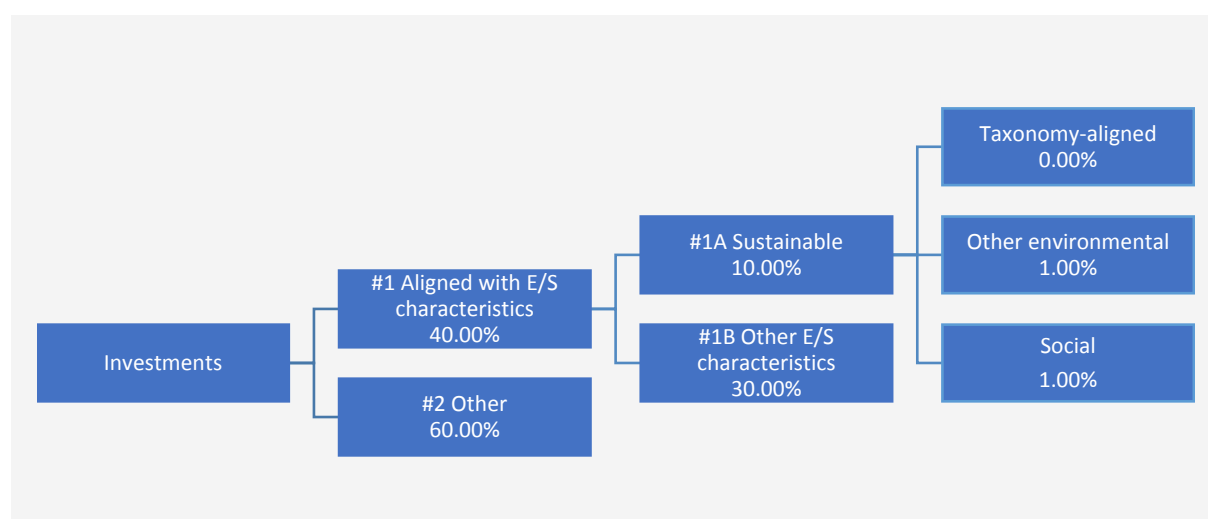 Investments
#1 Aligned with E/S
characteristics
40.00%
#2 Other
60.00%
#1A Sustainable
10.00%
#1B Other E/S
characteristics
30.00%
Taxonomy-aligned
0.00%
Other environmental
1.00%
Social
1.00%